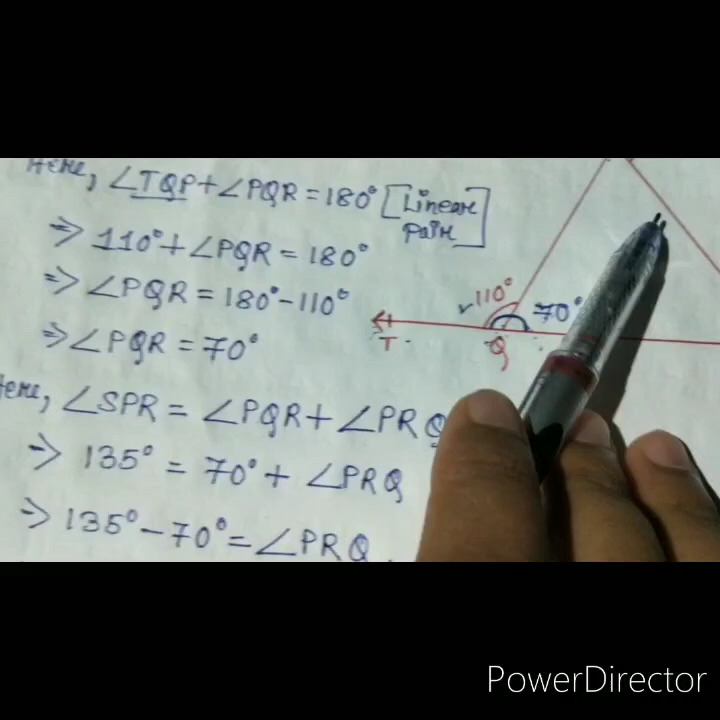 Here, ∠TQP+∠PQR = 180° [Linear Pair]
⇒ 110°+∠PQR = 180°
⇒ ∠PQR = 180°-110°
⇒ ∠PQR = 70°
Here, ∠SPR = ∠PQR + ∠PRQ
⇒ 135° = 70° + ∠PRQ
⇒ 135° - 70° = ∠PRQ
110°
70°
T
Q
PowerDirector